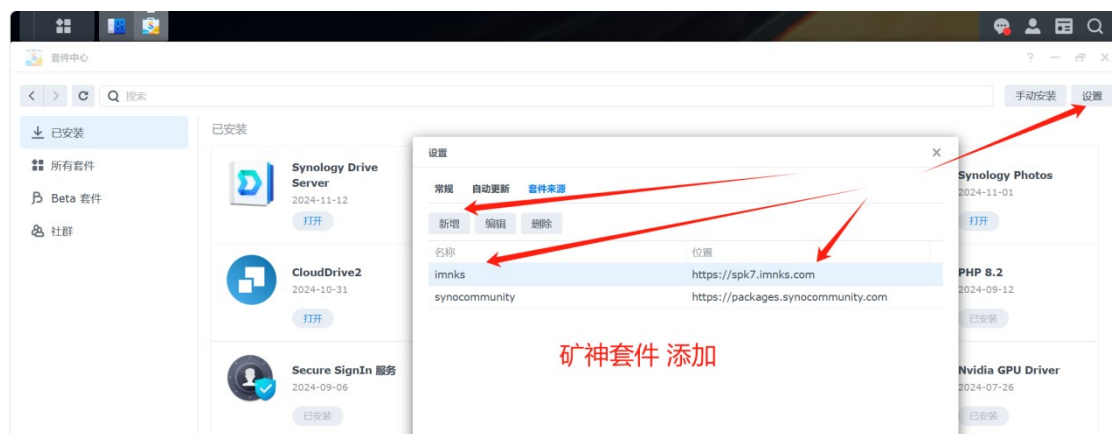 套件中心
搜索
手动安装
设置
已安装
所有套件
Beta 套件
社群
已安装
Synology Drive
Server
2024-11-12
打开
CloudDrive2
2024-10-31
打开
Secure SignIn 服务
2024-09-06
已安装
设置
常规 自动更新 套件来源
新增 编辑 删除
名称 位置
imnks https://spk7.imnks.com
synocommunity https://packages.synocommunity.com
矿神套件 添加
Synology Photos
2024-11-01
打开
PHP 8.2
2024-09-12
已安装
Nvidia GPU Driver
2024-07-26
已安装